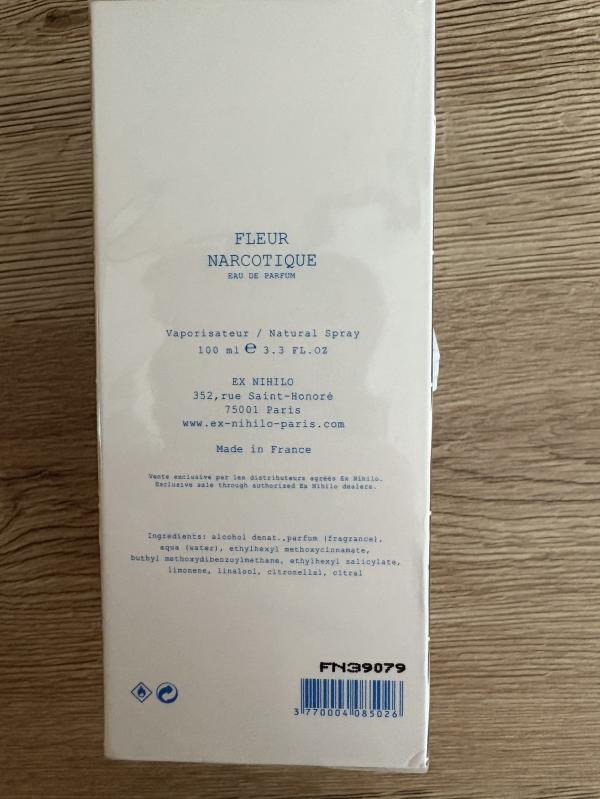 FLEUR
NARCOTIQUE
EAU DE PARFUM
Vaporisateur / Natural Spray
100 ml ℮ 3.3 FL.OZ
EX NIHILO
352,rue Saint-Honoré
75001 Paris
www.ex-nihilo-paris.com
Made in France
Vente exclusive per les distributeurs agréés Ex Nihilo.
Exclusive sale through authorized Ex Nihilo dealers.
Ingredients: alcohol denat.,parfum (fragrance),
aqua (water), ethylhexyl methoxycinnamate,
buthyl methoxydibenzoylmethane, ethylhexyl salicylate,
limonene, linalool, citronellal, citral
FN39079
3 770004 085026